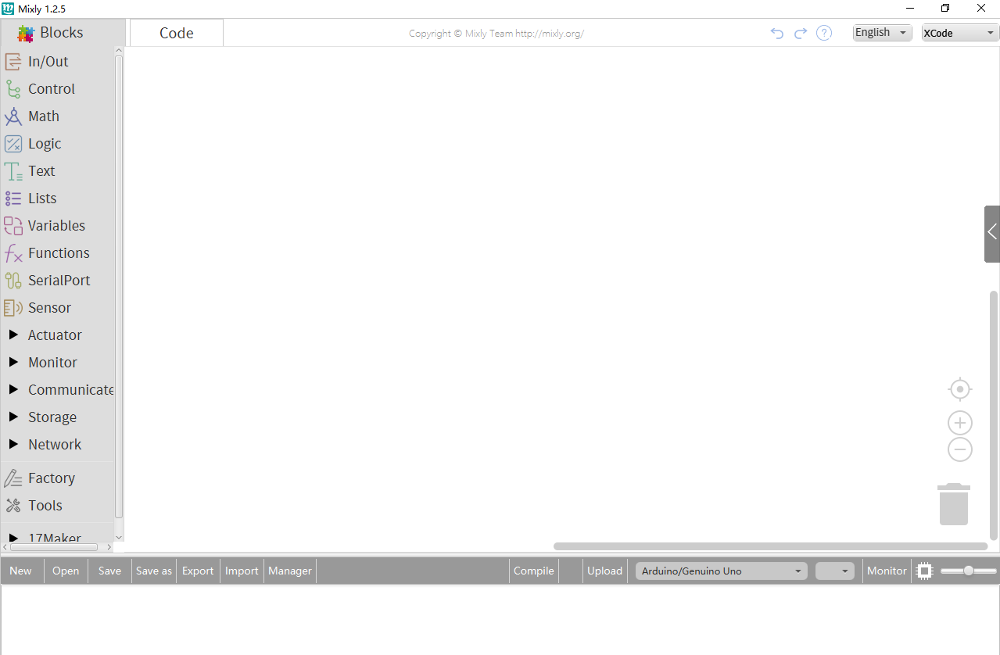 Mixly 1.2.5
Blocks
Code
Copyright © Mixly Team http://mixly.org/
?
English
XCode
In/Out
Control
Math
Logic
Text
Lists
Variables
Functions
SerialPort
Sensor
Actuator
Monitor
Communicate
Storage
Network
Factory
Tools
17Maker
New
Open
Save
Save as
Export
Import
Manager
Compile
Upload
Arduino/Genuino Uno
Monitor